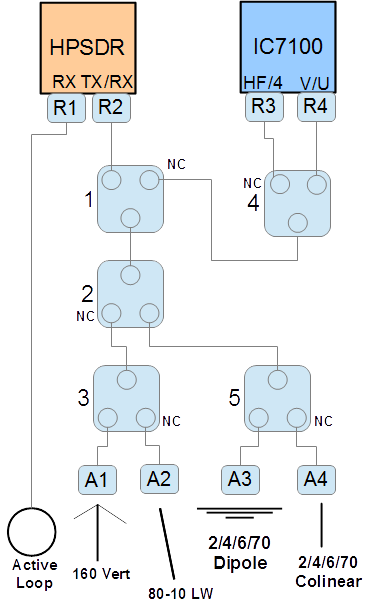 HPSDR
IC7100
RX TX/RX
HF/4 V/U
R1 R2
R3 R4
NC
1
NC
4
2
NC
3
NC
5
NC
A1
A2
A3
A4
Active
Loop
160 Vert
80-10 LW
2/4/6/70
Dipole
2/4/6/70
Colinear